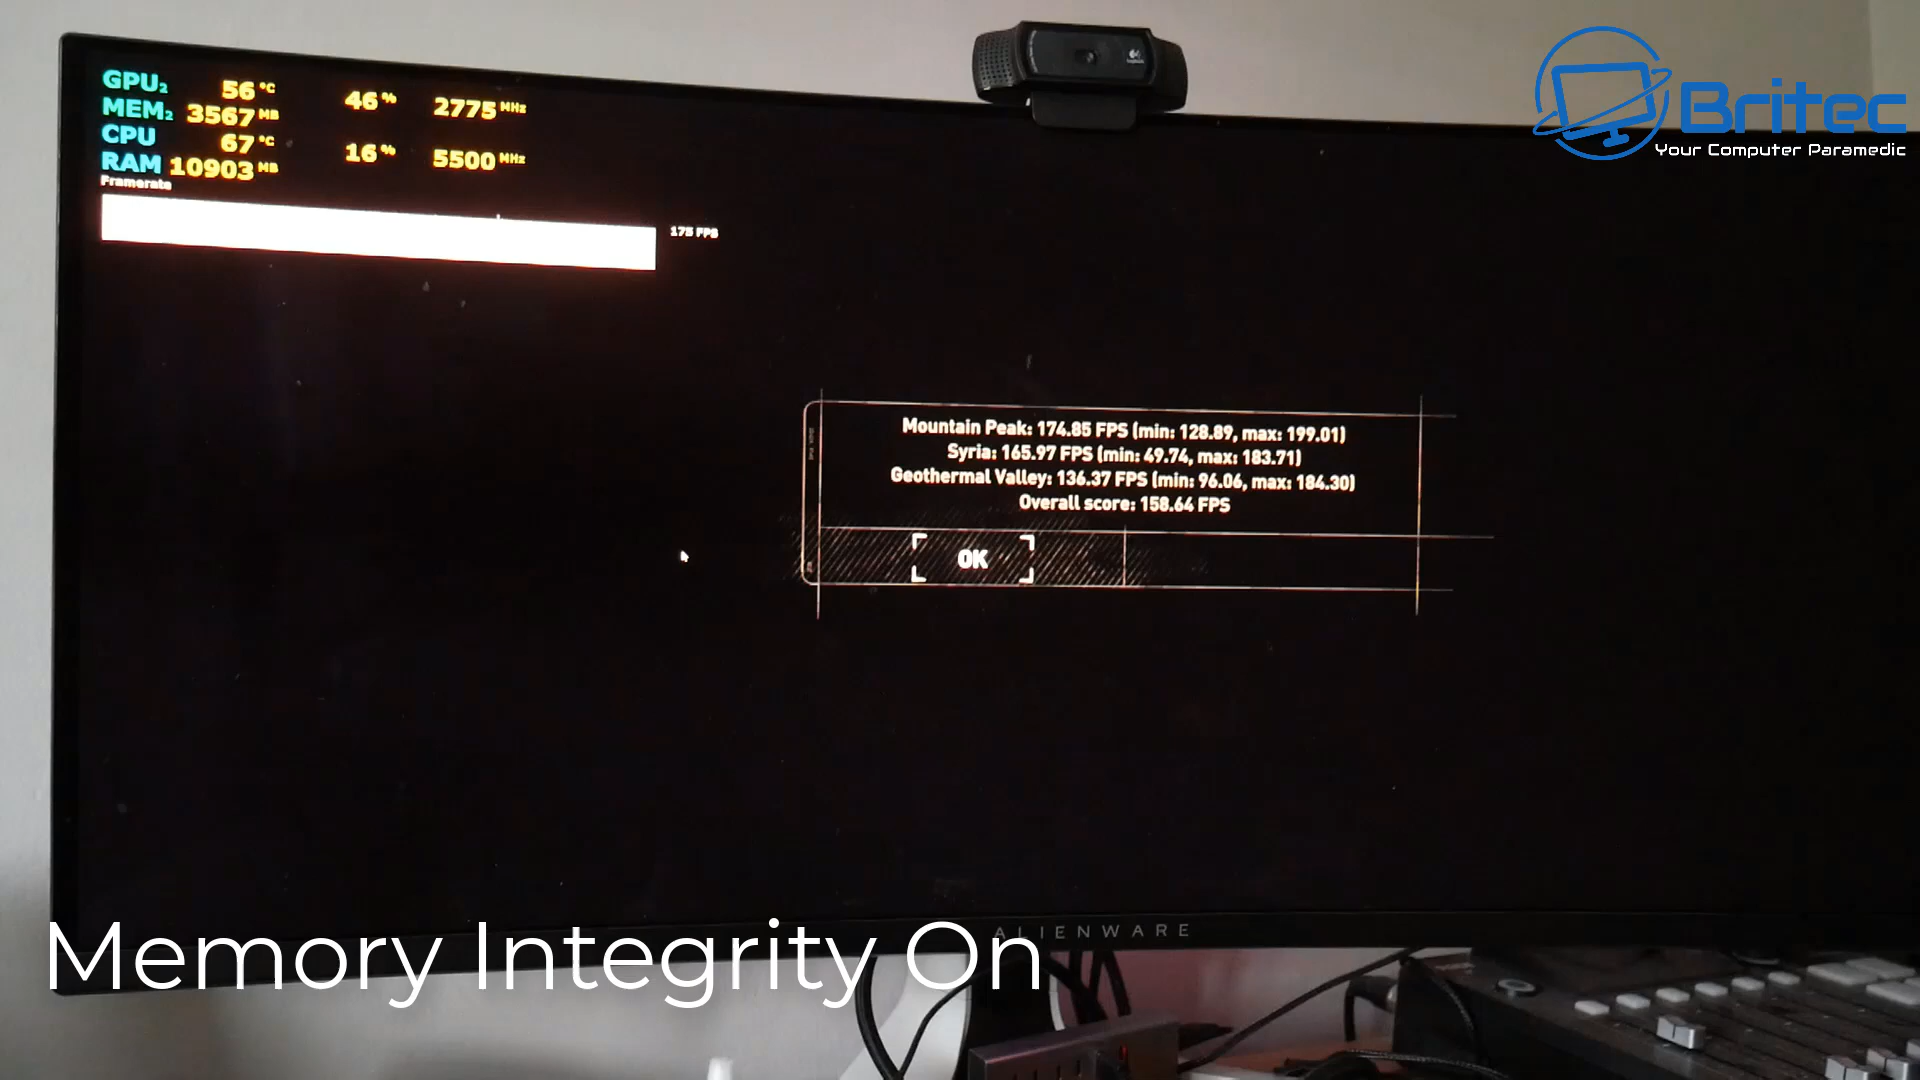 GPU2 56 °C 46 % 2775 MHz
MEM2 3567 MB
CPU 67 °C 16 % 5500 MHz
RAM 10903 MB
Framerate
175 FPS
Britec
Your Computer Paramedic
Mountain Peak: 174.85 FPS (min: 128.89, max: 199.01)
Syria: 165.97 FPS (min: 49.74, max: 183.71)
Geothermal Valley: 136.37 FPS (min: 96.06, max: 184.30)
Overall score: 158.64 FPS
OK
ALIENWARE
Memory Integrity On